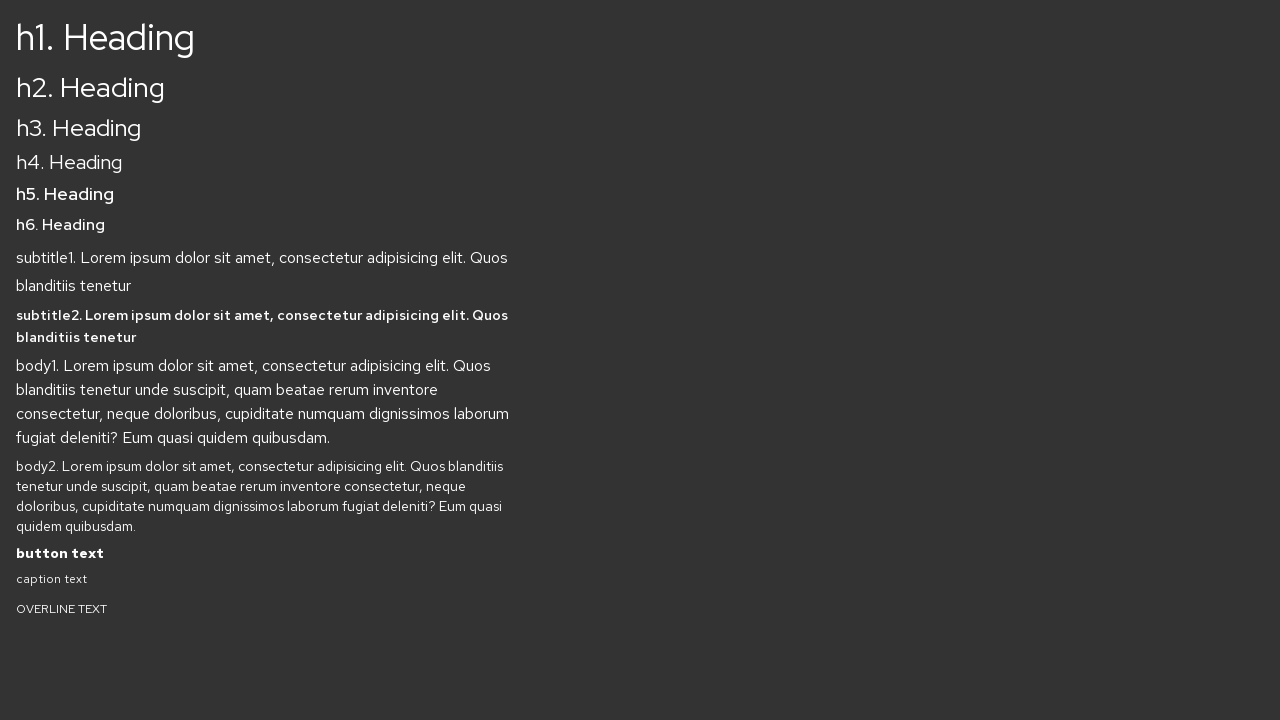 h1. Heading
h2. Heading
h3. Heading
h4. Heading
h5. Heading
h6. Heading
subtitle1. Lorem ipsum dolor sit amet, consectetur adipisicing elit. Quos
blanditiis tenetur
subtitle2. Lorem ipsum dolor sit amet, consectetur adipisicing elit. Quos
blanditiis tenetur
body1. Lorem ipsum dolor sit amet, consectetur adipisicing elit. Quos
blanditiis tenetur unde suscipit, quam beatae rerum inventore
consectetur, neque doloribus, cupiditate numquam dignissimos laborum
fugiat deleniti? Eum quasi quidem quibusdam.
body2. Lorem ipsum dolor sit amet, consectetur adipisicing elit. Quos blanditiis
tenetur unde suscipit, quam beatae rerum inventore consectetur, neque
doloribus, cupiditate numquam dignissimos laborum fugiat deleniti? Eum quasi
quidem quibusdam.
button text
caption text
OVERLINE TEXT